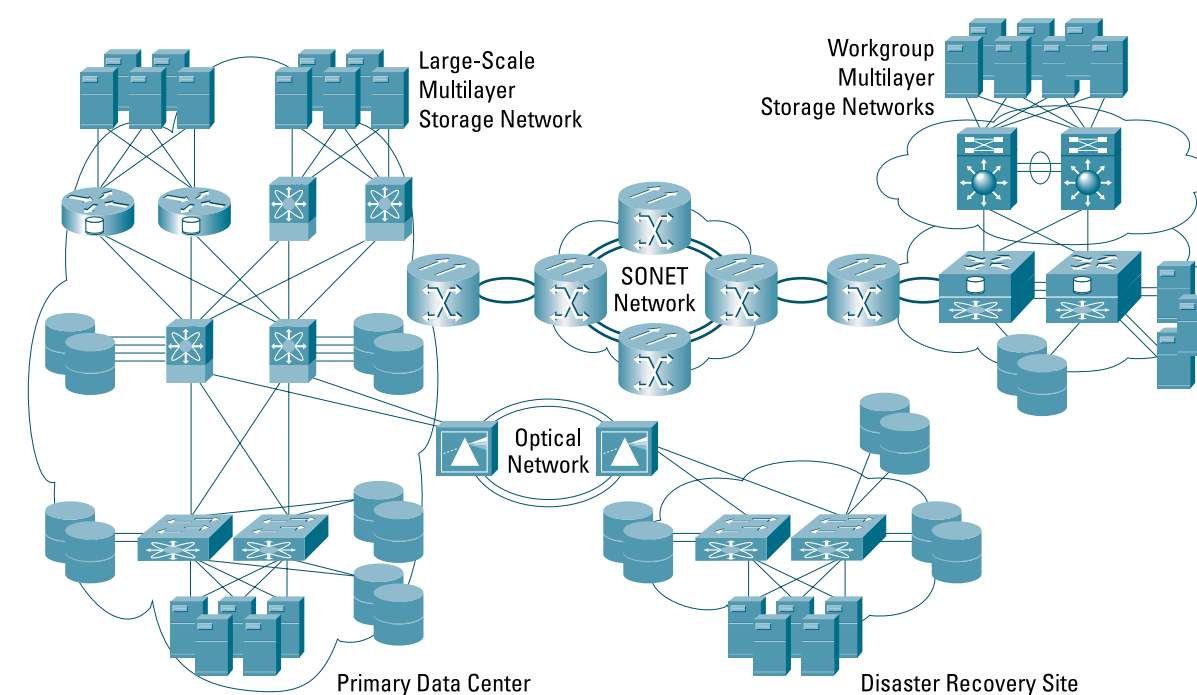 Large-Scale
Multilayer
Storage Network
Workgroup
Multilayer
Storage Networks
SONET
Network
Optical
Network
Primary Data Center
Disaster Recovery Site